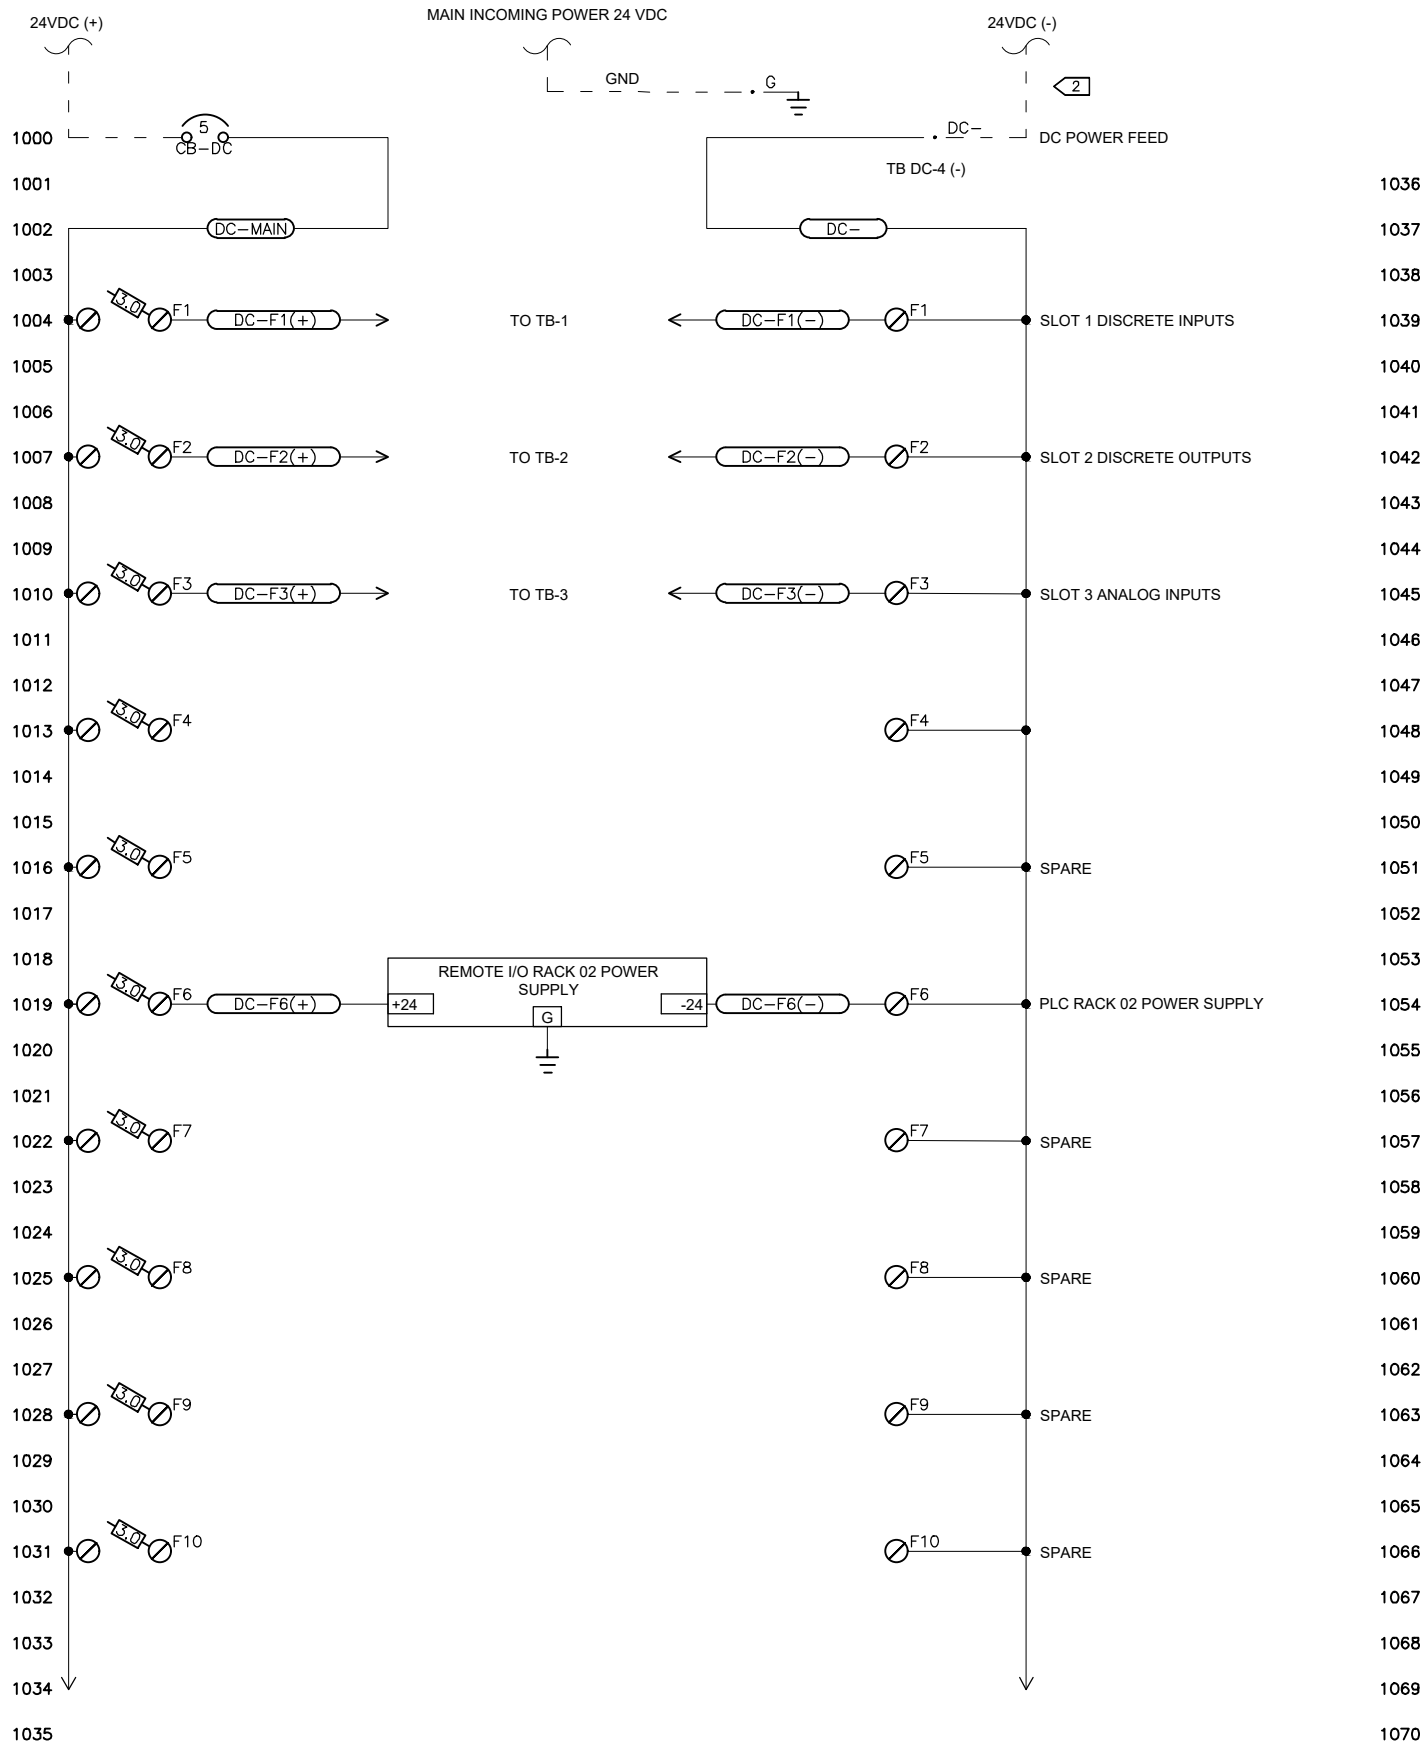 MAIN INCOMING POWER 24 VDC
24VDC (+)
24VDC (-)
GND
G
2
1000
5
CB-DC
DC-
DC POWER FEED
TB DC-4 (-)
1001
1036
1002
DC-MAIN
DC-
1037
1003
1038
3.0
F1
1004
DC-F1(+)
TO TB-1
DC-F1(-)
F1
SLOT 1 DISCRETE INPUTS
1039
1005
1040
1006
1041
3.0
F2
1007
DC-F2(+)
TO TB-2
DC-F2(-)
F2
SLOT 2 DISCRETE OUTPUTS
1042
1008
1043
1009
1044
3.0
F3
1010
DC-F3(+)
TO TB-3
DC-F3(-)
F3
SLOT 3 ANALOG INPUTS
1045
1011
1046
1012
1047
3.0
F4
1013
F4
1048
1014
1049
1015
1050
3.0
F5
1016
F5
SPARE
1051
1017
1052
1018
1053
REMOTE I/O RACK 02 POWER
SUPPLY
3.0
F6
1019
DC-F6(+)
+24
G
-24
DC-F6(-)
F6
PLC RACK 02 POWER SUPPLY
1054
1020
1055
1021
1056
3.0
F7
1022
F7
SPARE
1057
1023
1058
1024
1059
3.0
F8
1025
F8
SPARE
1060
1026
1061
1027
1062
3.0
F9
1028
F9
SPARE
1063
1029
1064
1030
1065
3.0
F10
1031
F10
SPARE
1066
1032
1067
1033
1068
1034
1069
1035
1070